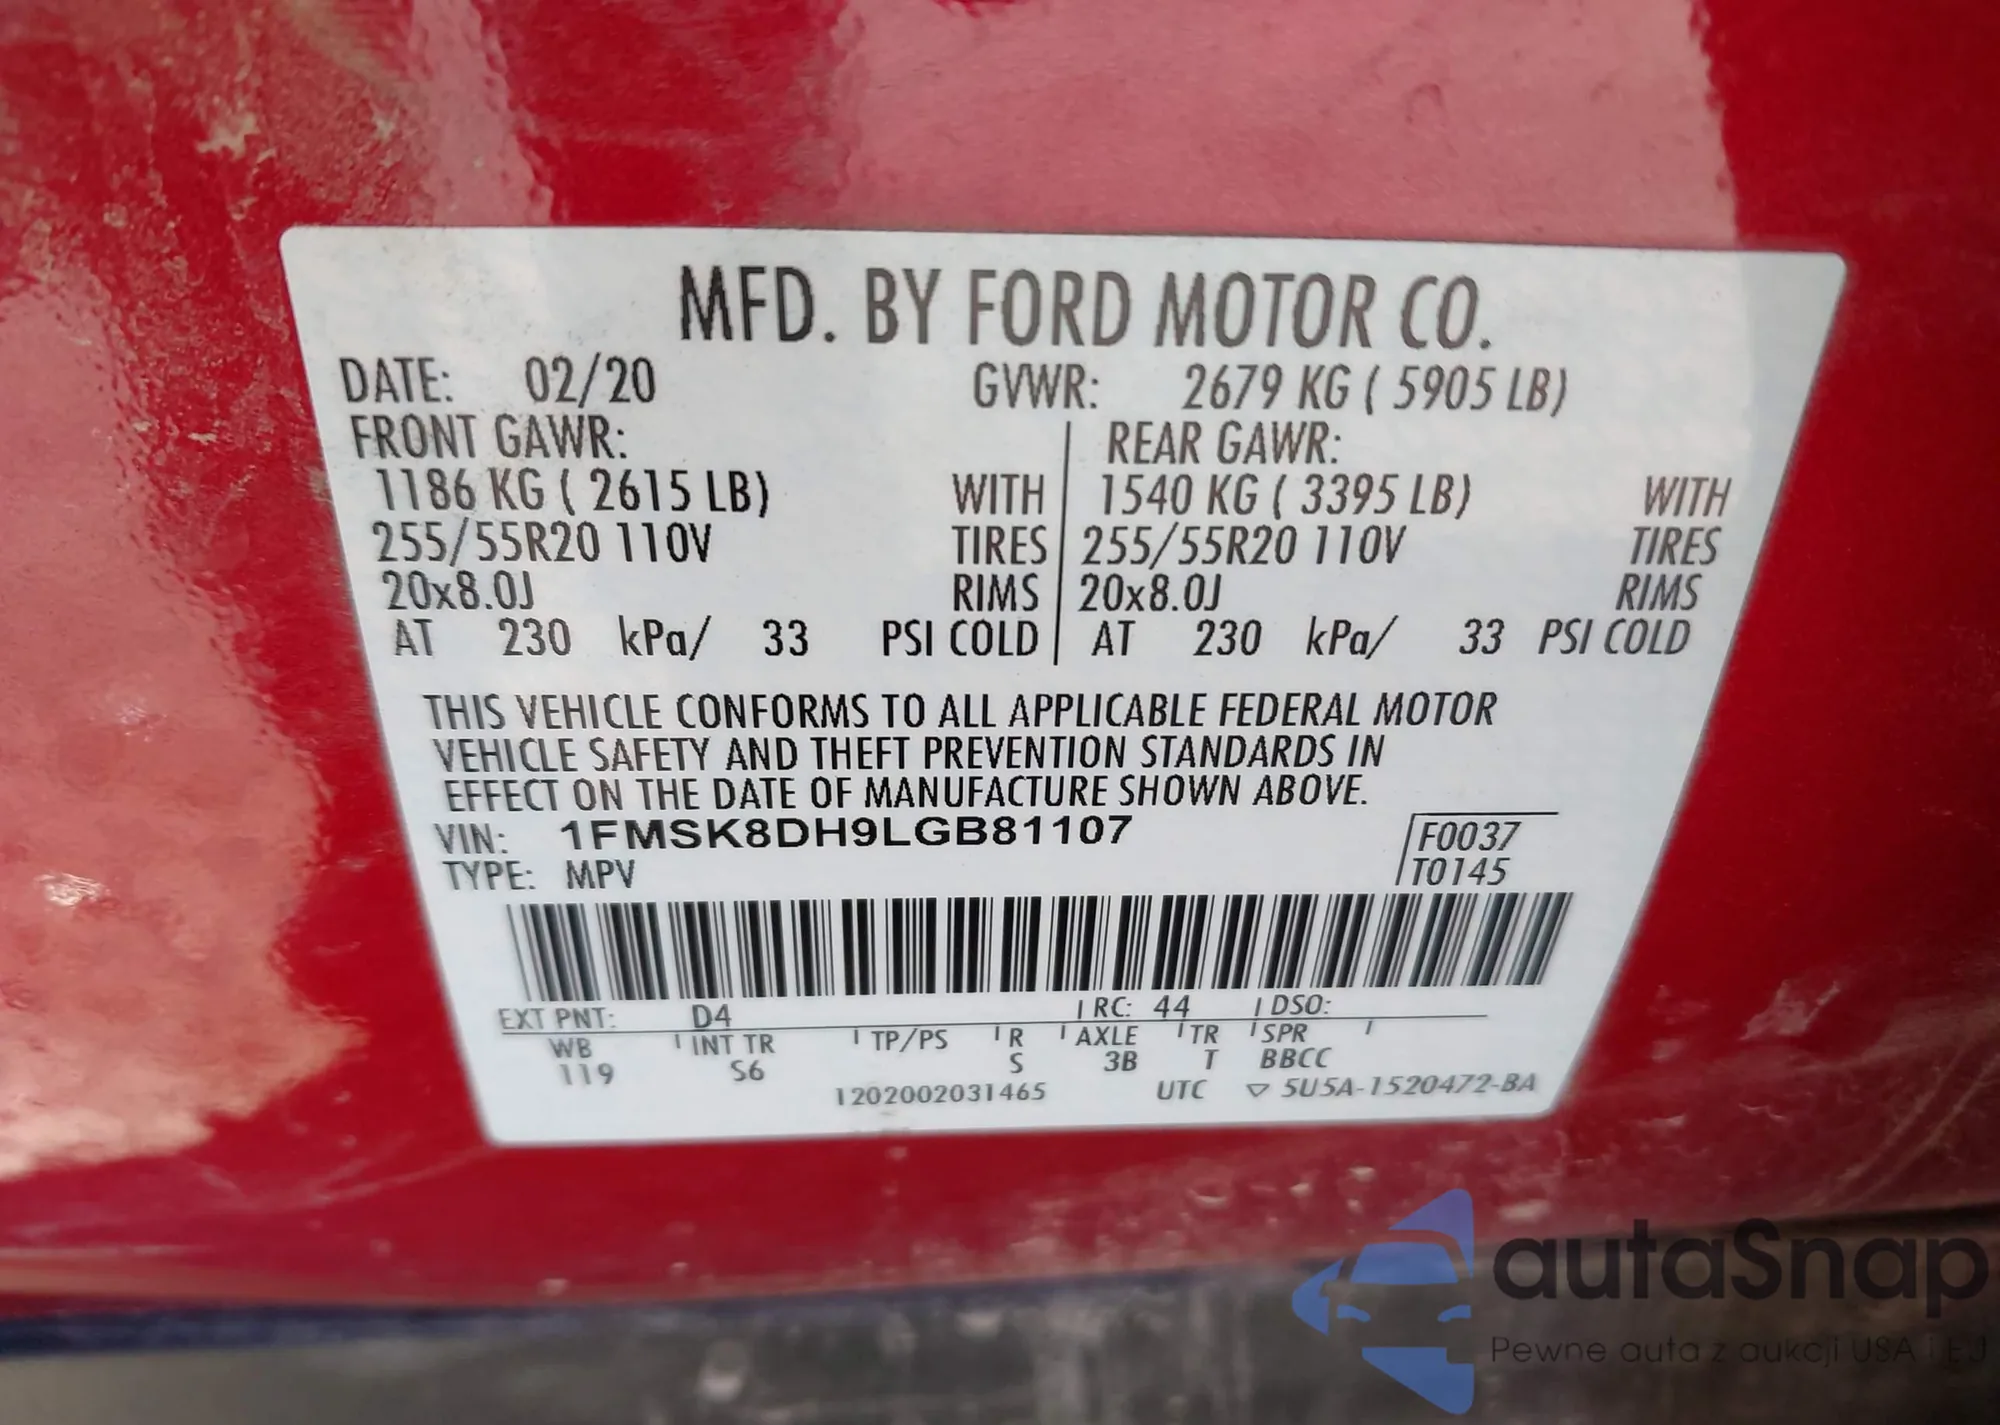 MFD. BY FORD MOTOR CO.
DATE: 02/20 GVWR: 2679 KG ( 5905 LB)
FRONT GAWR: REAR GAWR:
1186 KG ( 2615 LB) WITH 1540 KG ( 3395 LB) WITH
255/55R20 110V TIRES 255/55R20 110V TIRES
20x8.0J RIMS 20x8.0J RIMS
AT 230 kPa/ 33 PSI COLD AT 230 kPa/ 33 PSI COLD
THIS VEHICLE CONFORMS TO ALL APPLICABLE FEDERAL MOTOR
VEHICLE SAFETY AND THEFT PREVENTION STANDARDS IN
EFFECT ON THE DATE OF MANUFACTURE SHOWN ABOVE.
VIN: 1FMSK8DH9LGB81107 F0037
TYPE: MPV T0145
EXT PNT: D4 RC: 44 DSO:
WB INT TR TP/PS R AXLE TR SPR
119 S6 S 3B T BBCC
1202002031465 UTC ▽ 5U5A-1520472-BA
autaSnap
Pewne auta z aukcji USA i EJ